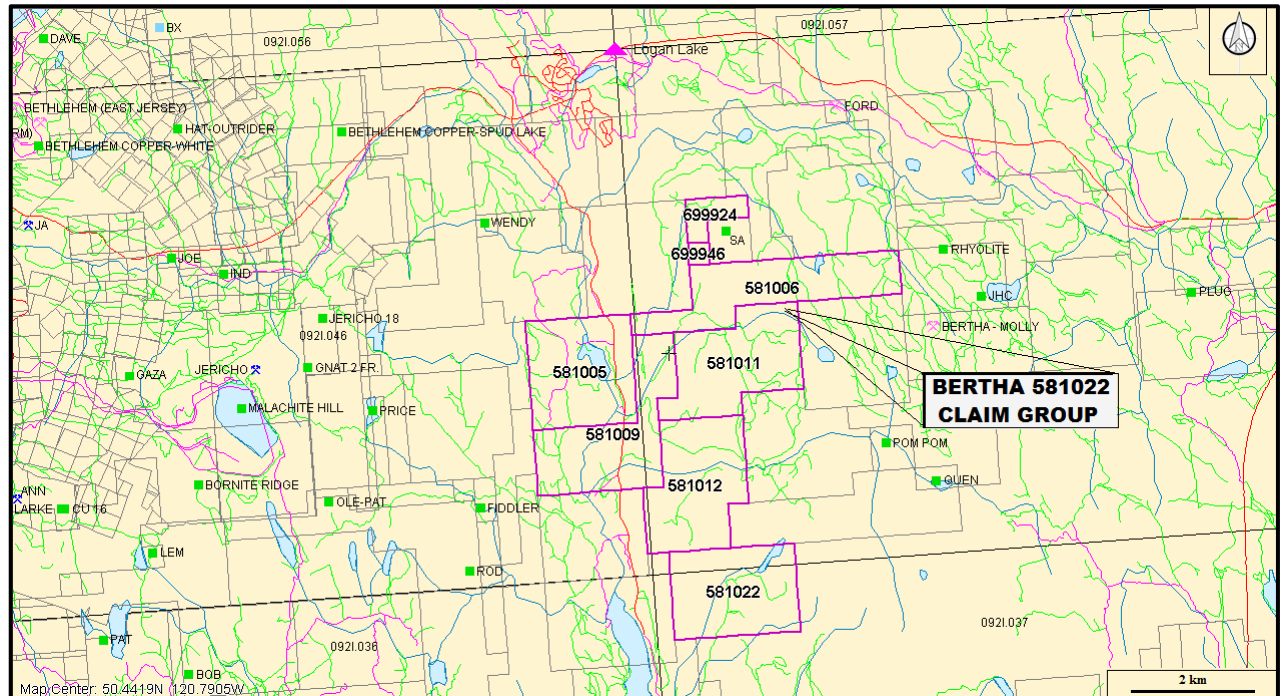 BX
092I.057
DAVE
092I.056
Logan Lake
BETHLEHEM (EAST JERSEY)
FORD
HAT-OUTRIDER
BETHLEHEM COPPER-SPUD LAKE
RM)
BETHLEHEM COPPER-WHITE
699924
WENDY
JA
SA
699946
RHYOLITE
JOE
IND
581006
JHC
PLUG
JERICHO 18
BERTHA - MOLLY
092I.046
581011
JERICHO
GNAT 2 FR.
581005
GAZA
BERTHA 581022
CLAIM GROUP
MALACHITE HILL
PRICE
581009
POM POM
BORNITE RIDGE
581012
QUEN
ANN
OLE-PAT
LARKE
CU 16
FIDDLER
LEM
ROD
581022
092I.037
PAT
092I.036
BOB
2 km
Map Center: 50.4419N 120.7905W